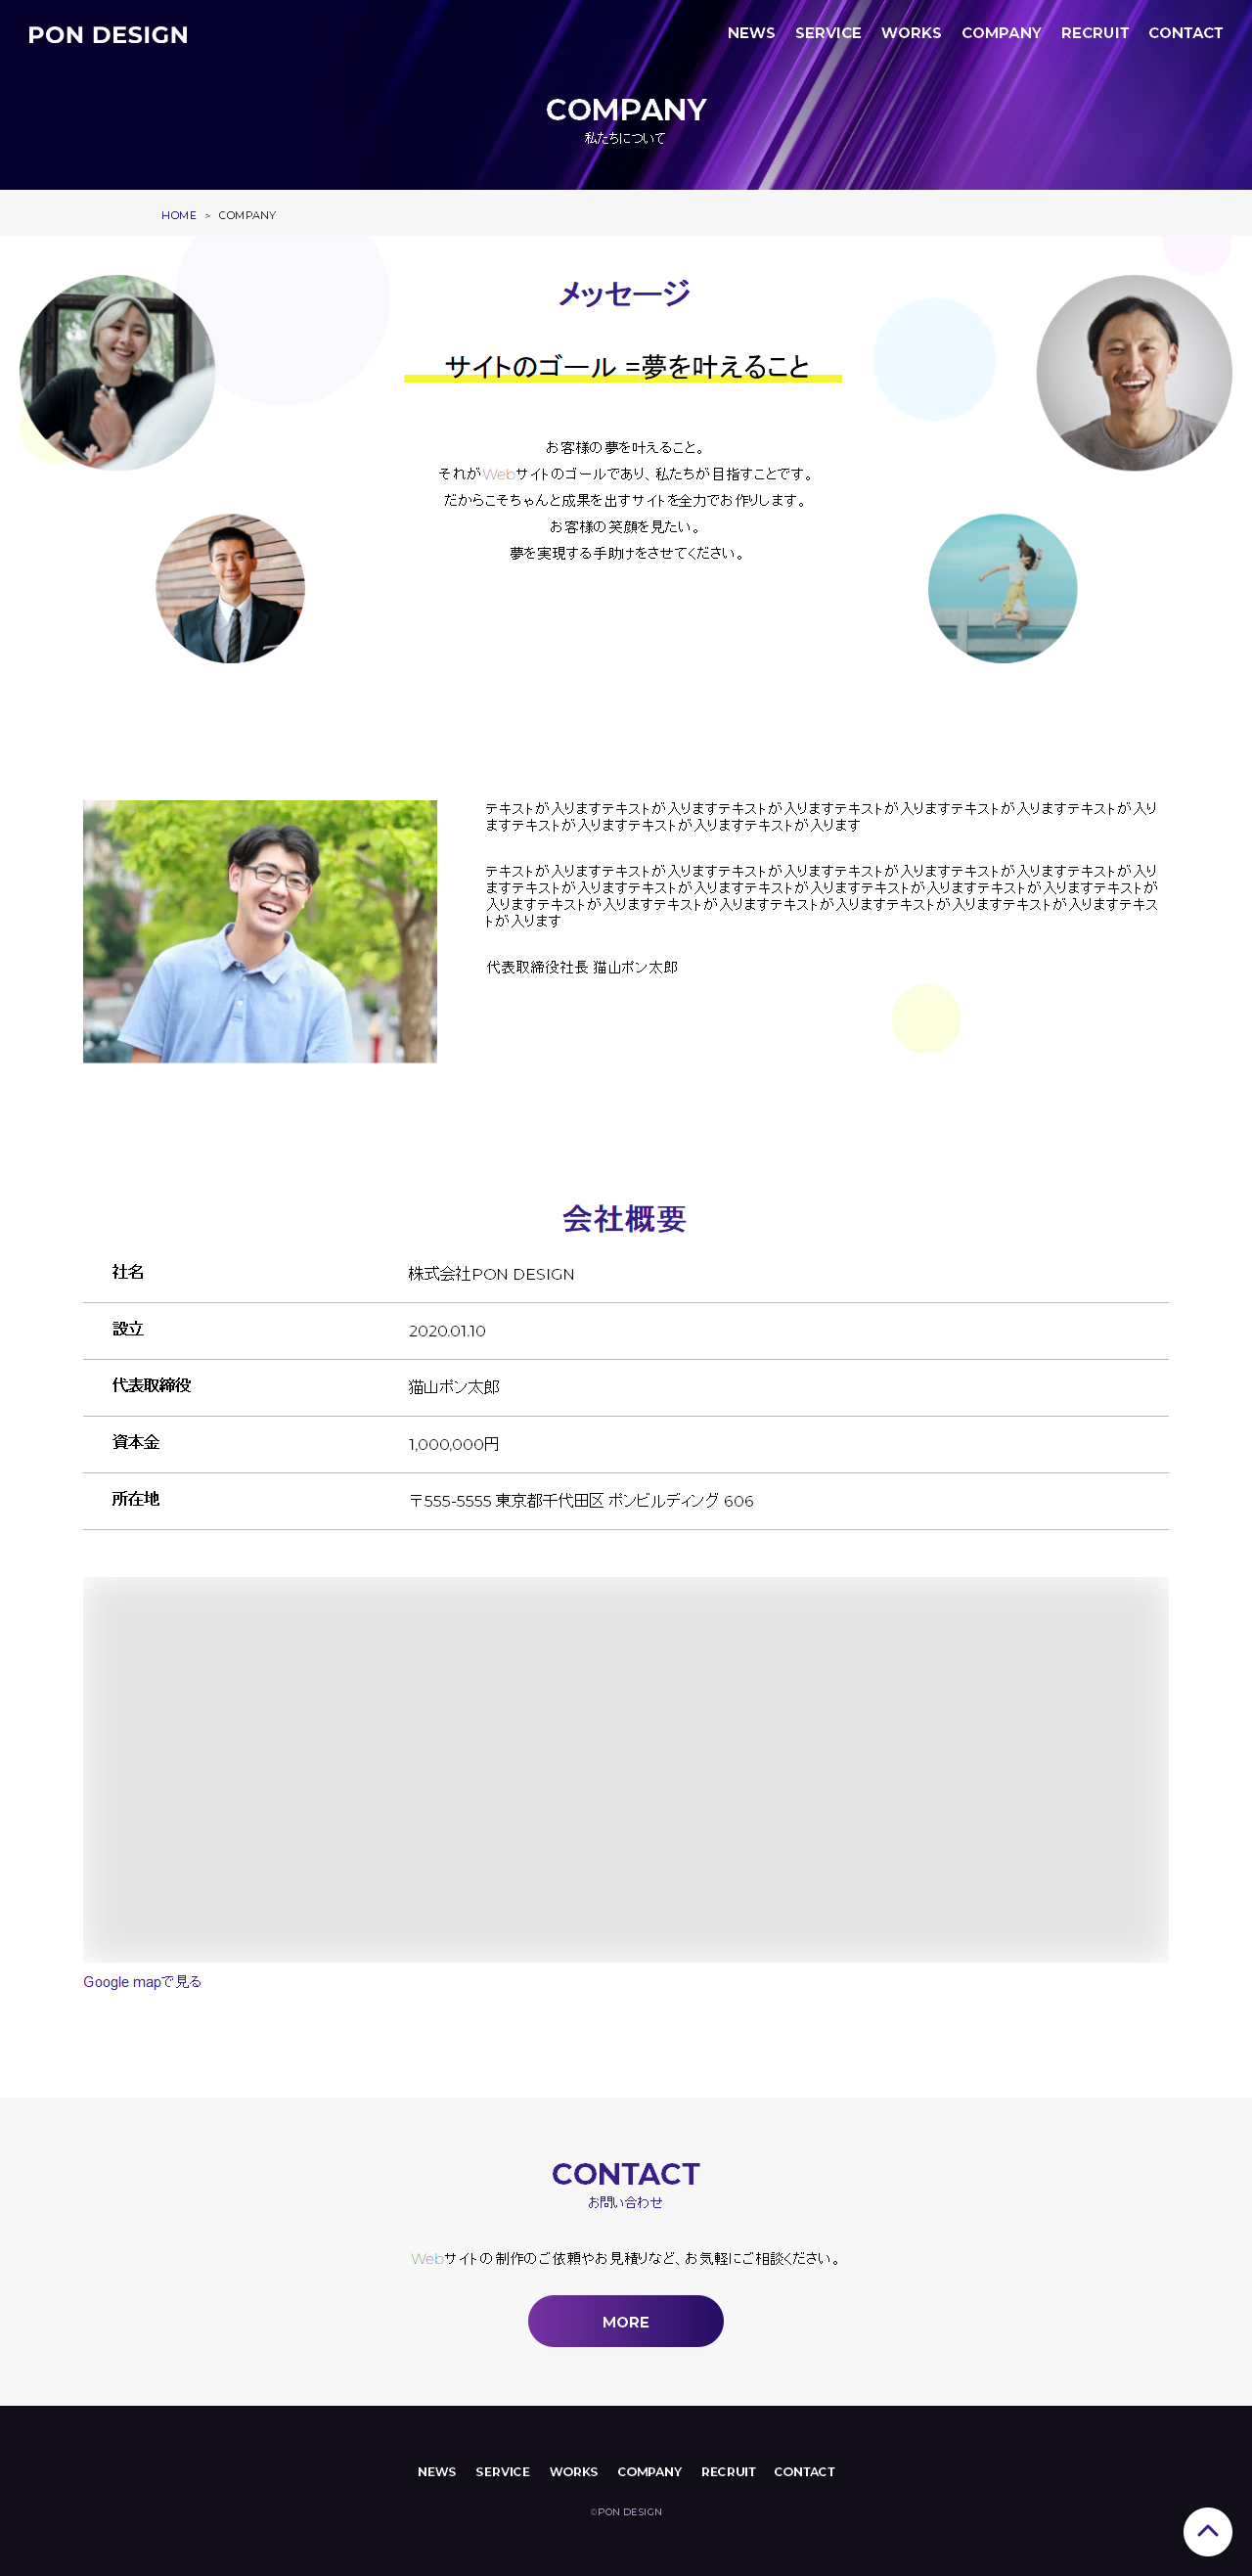 PON DESIGN
NEWS SERVICE WORKS COMPANY RECRUIT CONTACT
COMPANY
私たちについて
HOME > COMPANY
メッセージ
サイトのゴール =夢を叶えること
お客様の夢を叶えること。
それがWebサイトのゴールであり、私たちが目指すことです。
だからこそちゃんと成果を出すサイトを全力でお作りします。
お客様の笑顔を見たい。
夢を実現する手助けをさせてください。
テキストが入りますテキストが入りますテキストが入りますテキストが入りますテキストが入りますテキストが入り
ますテキストが入りますテキストが入りますテキストが入ります
テキストが入りますテキストが入りますテキストが入りますテキストが入りますテキストが入りますテキストが入り
ますテキストが入りますテキストが入りますテキストが入りますテキストが入りますテキストが入りますテキストが
入りますテキストが入りますテキストが入りますテキストが入りますテキストが入りますテキストが入りますテキス
トが入ります
代表取締役社長 猫山ポン太郎
会社概要
社名 株式会社PON DESIGN
設立 2020.01.10
代表取締役 猫山ポン太郎
資本金 1,000,000円
所在地 〒555-5555 東京都千代田区 ポンビルディング 606
Google mapで見る
CONTACT
お問い合わせ
Webサイトの制作のご依頼やお見積りなど、お気軽にご相談ください。
MORE
NEWS SERVICE WORKS COMPANY RECRUIT CONTACT
©PON DESIGN